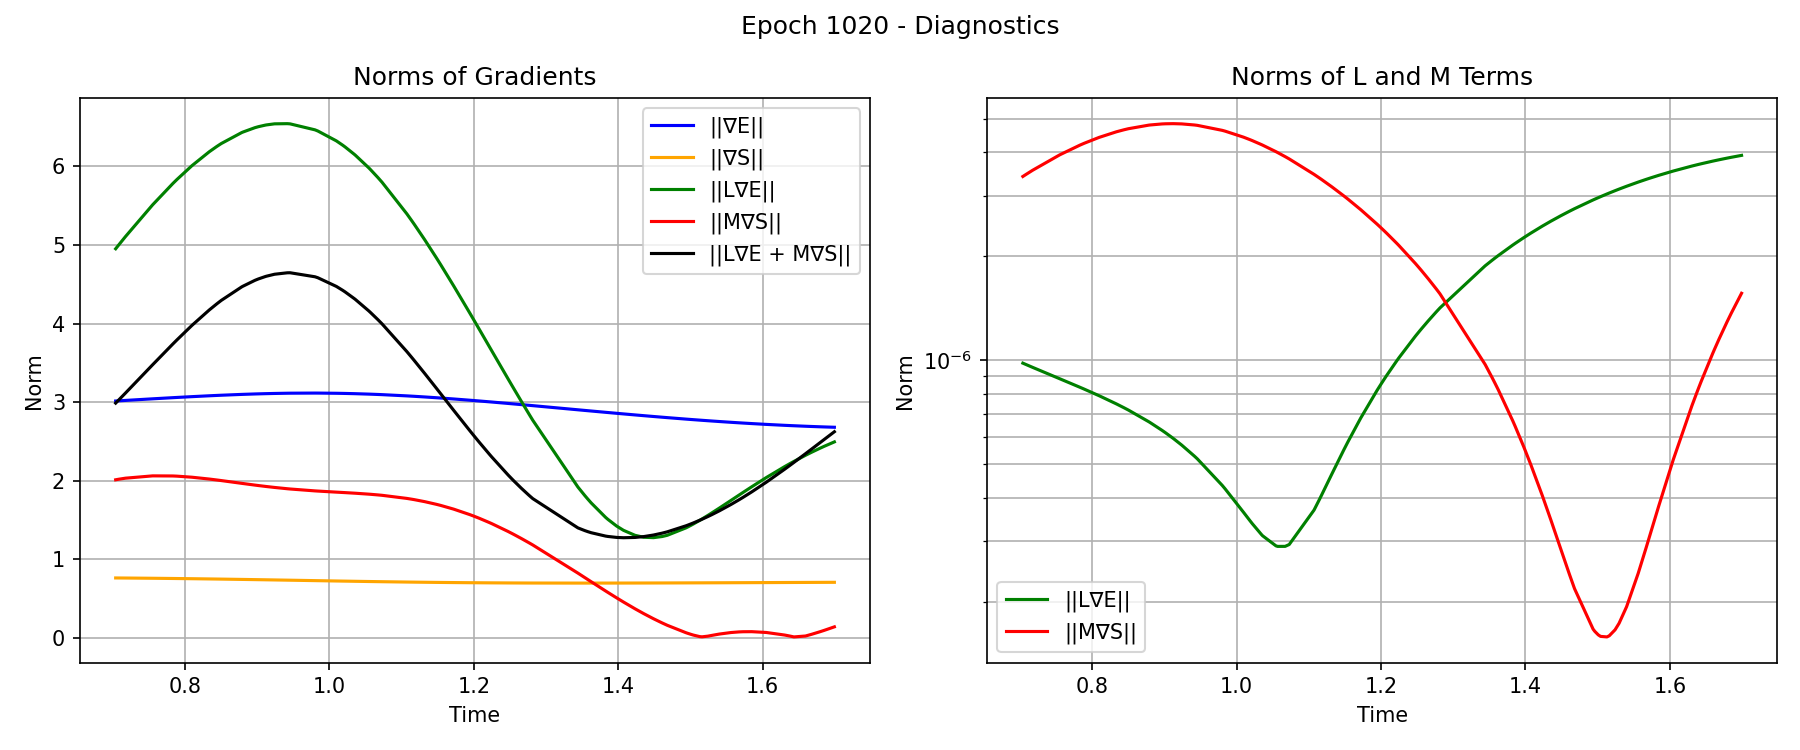 Epoch 1020 - Diagnostics
Norms of Gradients
Norm
6
5
4
3
2
1
0
0.8 1.0 1.2 1.4 1.6
Time
||∇E||
||∇S||
||L∇E||
||M∇S||
||L∇E + M∇S||
Norms of L and M Terms
Norm
10⁻⁶
0.8 1.0 1.2 1.4 1.6
Time
||L∇E||
||M∇S||